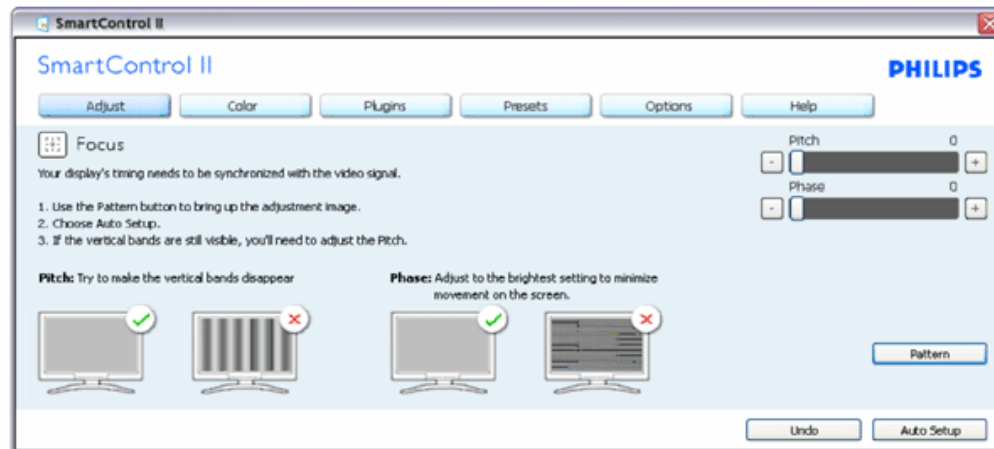 SmartControl II
SmartControl II
PHILIPS
Adjust Color Plugins Presets Options Help
Focus
Your display's timing needs to be synchronized with the video signal.
1. Use the Pattern button to bring up the adjustment image.
2. Choose Auto Setup.
3. If the vertical bands are still visible, you'll need to adjust the Pitch.
Pitch 0
- +
Phase 0
- +
Pitch: Try to make the vertical bands disappear
Phase: Adjust to the brightest setting to minimize
movement on the screen.
Pattern
Undo Auto Setup